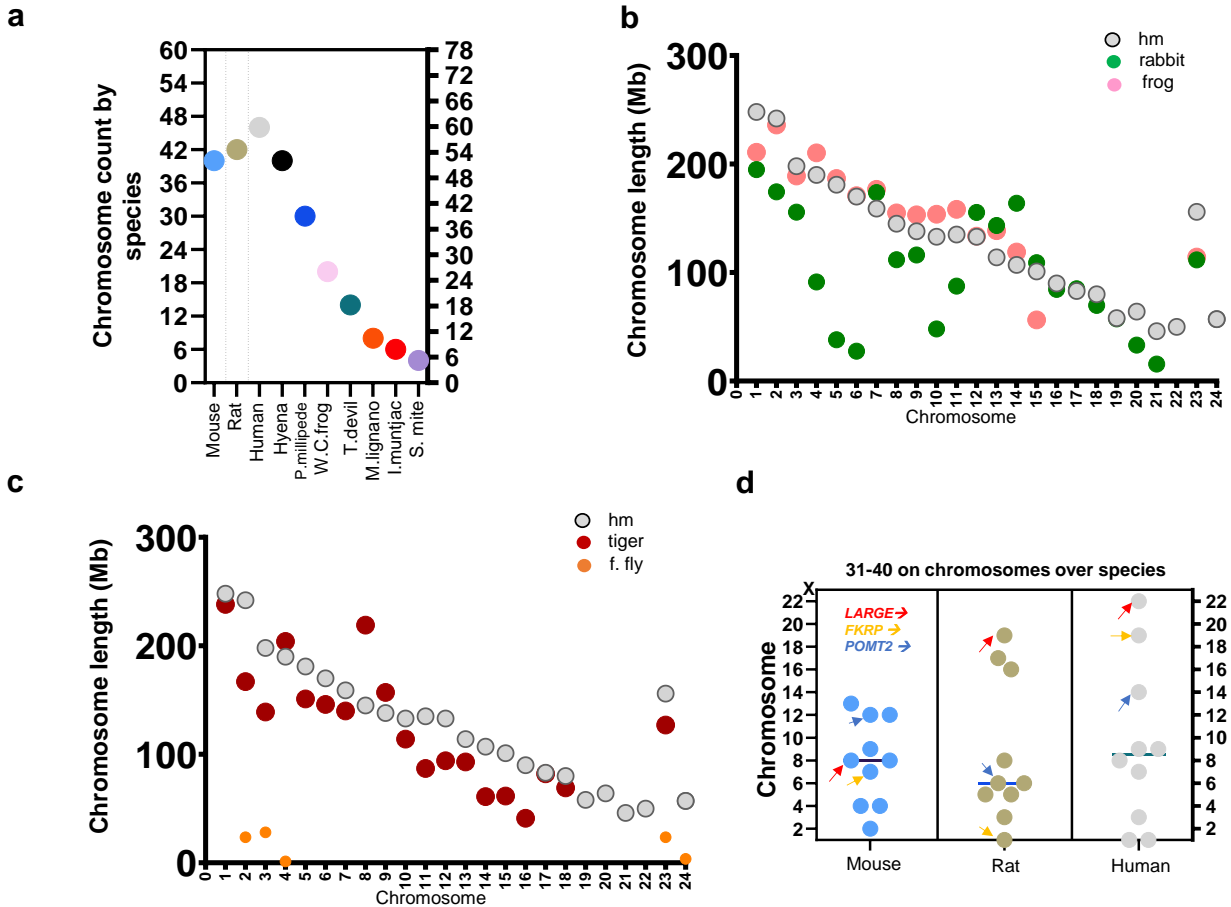 a
Chromosome count by
species
60
54
48
42
36
30
24
18
12
6
0
78
72
66
60
54
48
42
36
30
24
18
12
6
0
Mouse
Rat
Human
Hyena
P.millipede
W.C.frog
T.devil
M.lignano
I.muntjac
S. mite
b
Chromosome length (Mb)
300
200
100
0
hm
rabbit
frog
0 1 2 3 4 5 6 7 8 9 10 11 12 13 14 15 16 17 18 19 20 21 22 23 24
Chromosome
c
Chromosome length (Mb)
300
200
100
0
hm
tiger
f. fly
0 1 2 3 4 5 6 7 8 9 10 11 12 13 14 15 16 17 18 19 20 21 22 23 24
Chromosome
d
31-40 on chromosomes over species
Chromosome
X
22
20
18
16
14
12
10
8
6
4
2
LARGE→
FKRP →
POMT2 →
22
20
18
16
14
12
10
8
6
4
2
Mouse
Rat
Human